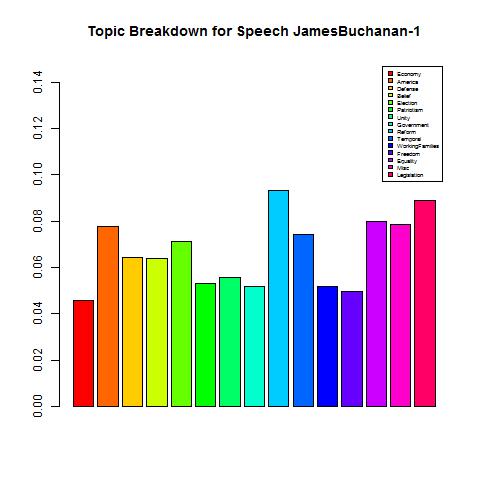 Topic Breakdown for Speech JamesBuchanan-1
0.14
0.12
0.10
0.08
0.06
0.04
0.02
0.00
Economy
America
Defense
Belief
Election
Patriotism
Unity
Government
Reform
Temporal
WorkingFamilies
Freedom
Equality
Misc
Legislation